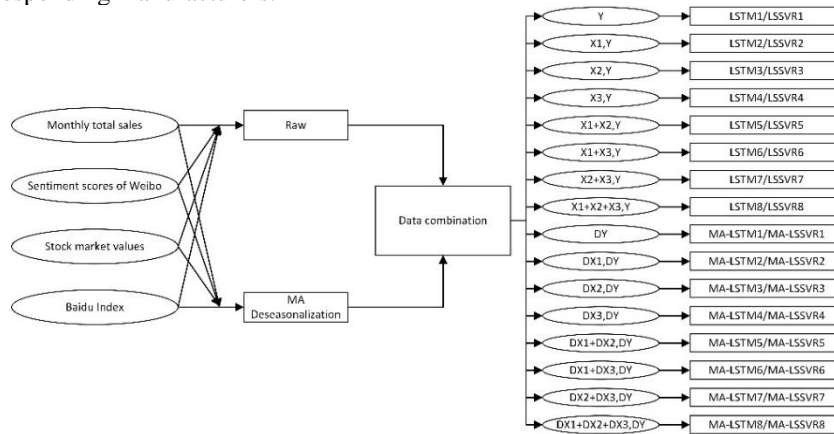 Monthly total sales
Sentiment scores of Weibo
Stock market values
Baidu Index
Raw
MA
Deseasonalization
Data combination
Y
LSTM1/LSSVR1
X1,Y
LSTM2/LSSVR2
X2,Y
LSTM3/LSSVR3
X3,Y
LSTM4/LSSVR4
X1+X2,Y
LSTM5/LSSVR5
X1+X3,Y
LSTM6/LSSVR6
X2+X3,Y
LSTM7/LSSVR7
X1+X2+X3,Y
LSTM8/LSSVR8
DY
MA-LSTM1/MA-LSSVR1
DX1,DY
MA-LSTM2/MA-LSSVR2
DX2,DY
MA-LSTM3/MA-LSSVR3
DX3,DY
MA-LSTM4/MA-LSSVR4
DX1+DX2,DY
MA-LSTM5/MA-LSSVR5
DX1+DX3,DY
MA-LSTM6/MA-LSSVR6
DX2+DX3,DY
MA-LSTM7/MA-LSSVR7
DX1+DX2+DX3,DY
MA-LSTM8/MA-LSSVR8